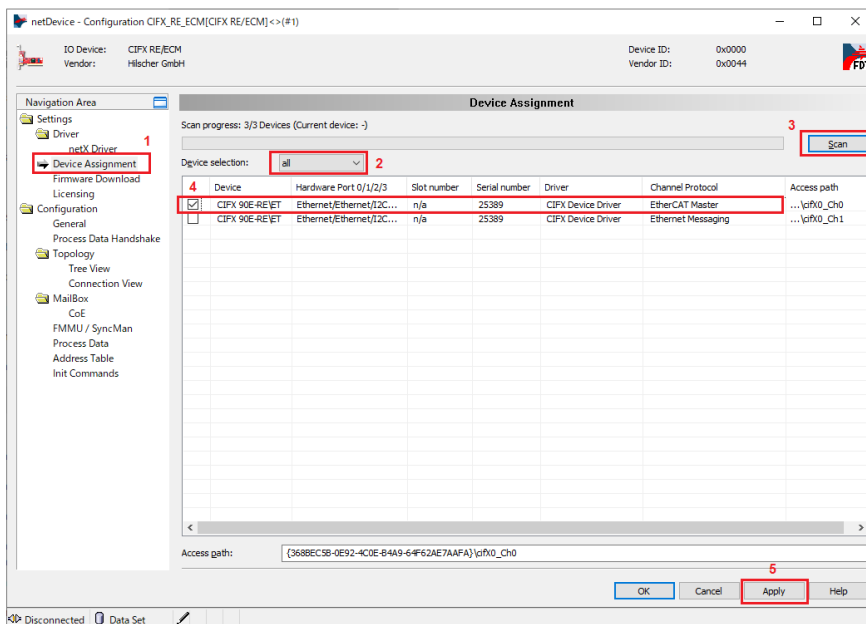 netDevice - Configuration CIFX_RE_ECM[CIFX RE/ECM]<>(#1)
IO Device: CIFX RE/ECM Device ID: 0x0000
Vendor: Hilscher GmbH Vendor ID: 0x0044
FDT
Navigation Area
Settings
Driver
netX Driver
1
Device Assignment
Firmware Download
Licensing
Configuration
General
Process Data Handshake
Topology
Tree View
Connection View
MailBox
CoE
FMMU / SyncMan
Process Data
Address Table
Init Commands
Device Assignment
Scan progress: 3/3 Devices (Current device: -)
3
Scan
Device selection: all 2
4 Device Hardware Port 0/1/2/3 Slot number Serial number Driver Channel Protocol Access path
CIFX 90E-RE\ET Ethernet/Ethernet/I2C... n/a 25389 CIFX Device Driver EtherCAT Master ...\cifX0_Ch0
CIFX 90E-RE\ET Ethernet/Ethernet/I2C... n/a 25389 CIFX Device Driver Ethernet Messaging ...\cifX0_Ch1
Access path: {368BEC5B-0E92-4C0E-B4A9-64F62AE7AAFA}\cifX0_Ch0
5
OK Cancel Apply Help
Disconnected Data Set